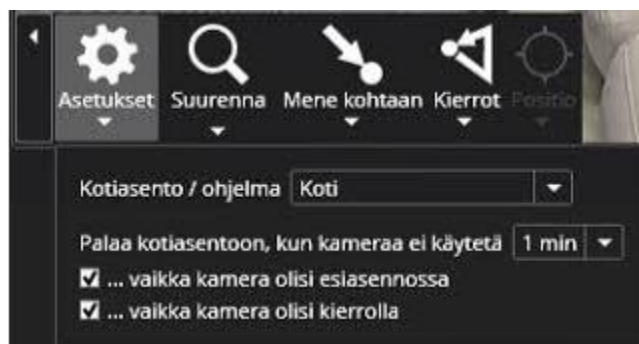 Asetukset Suurenna Mene kohtaan Kierrot Positio
Kotiasento / ohjelma Koti
Palaa kotiasentoon, kun kameraa ei käytetä 1 min
... vaikka kamera olisi esiasennossa
... vaikka kamera olisi kierrolla